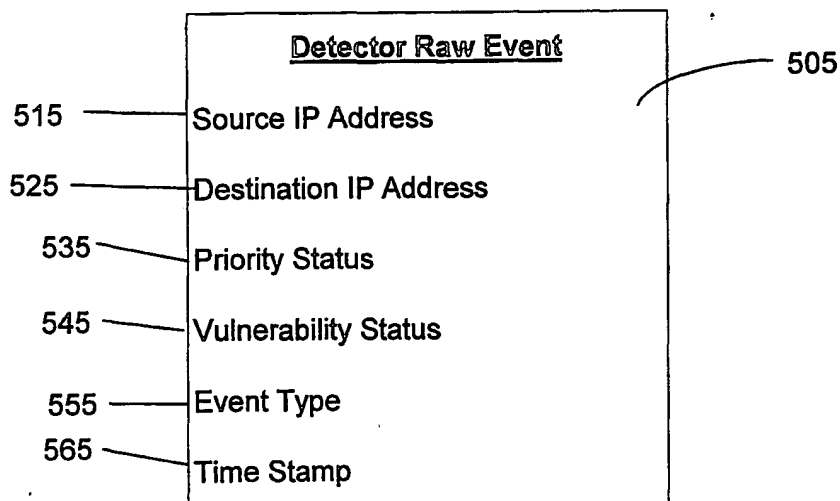 Detector Raw Event
505
515 Source IP Address
525 Destination IP Address
535 Priority Status
545 Vulnerability Status
555 Event Type
565 Time Stamp